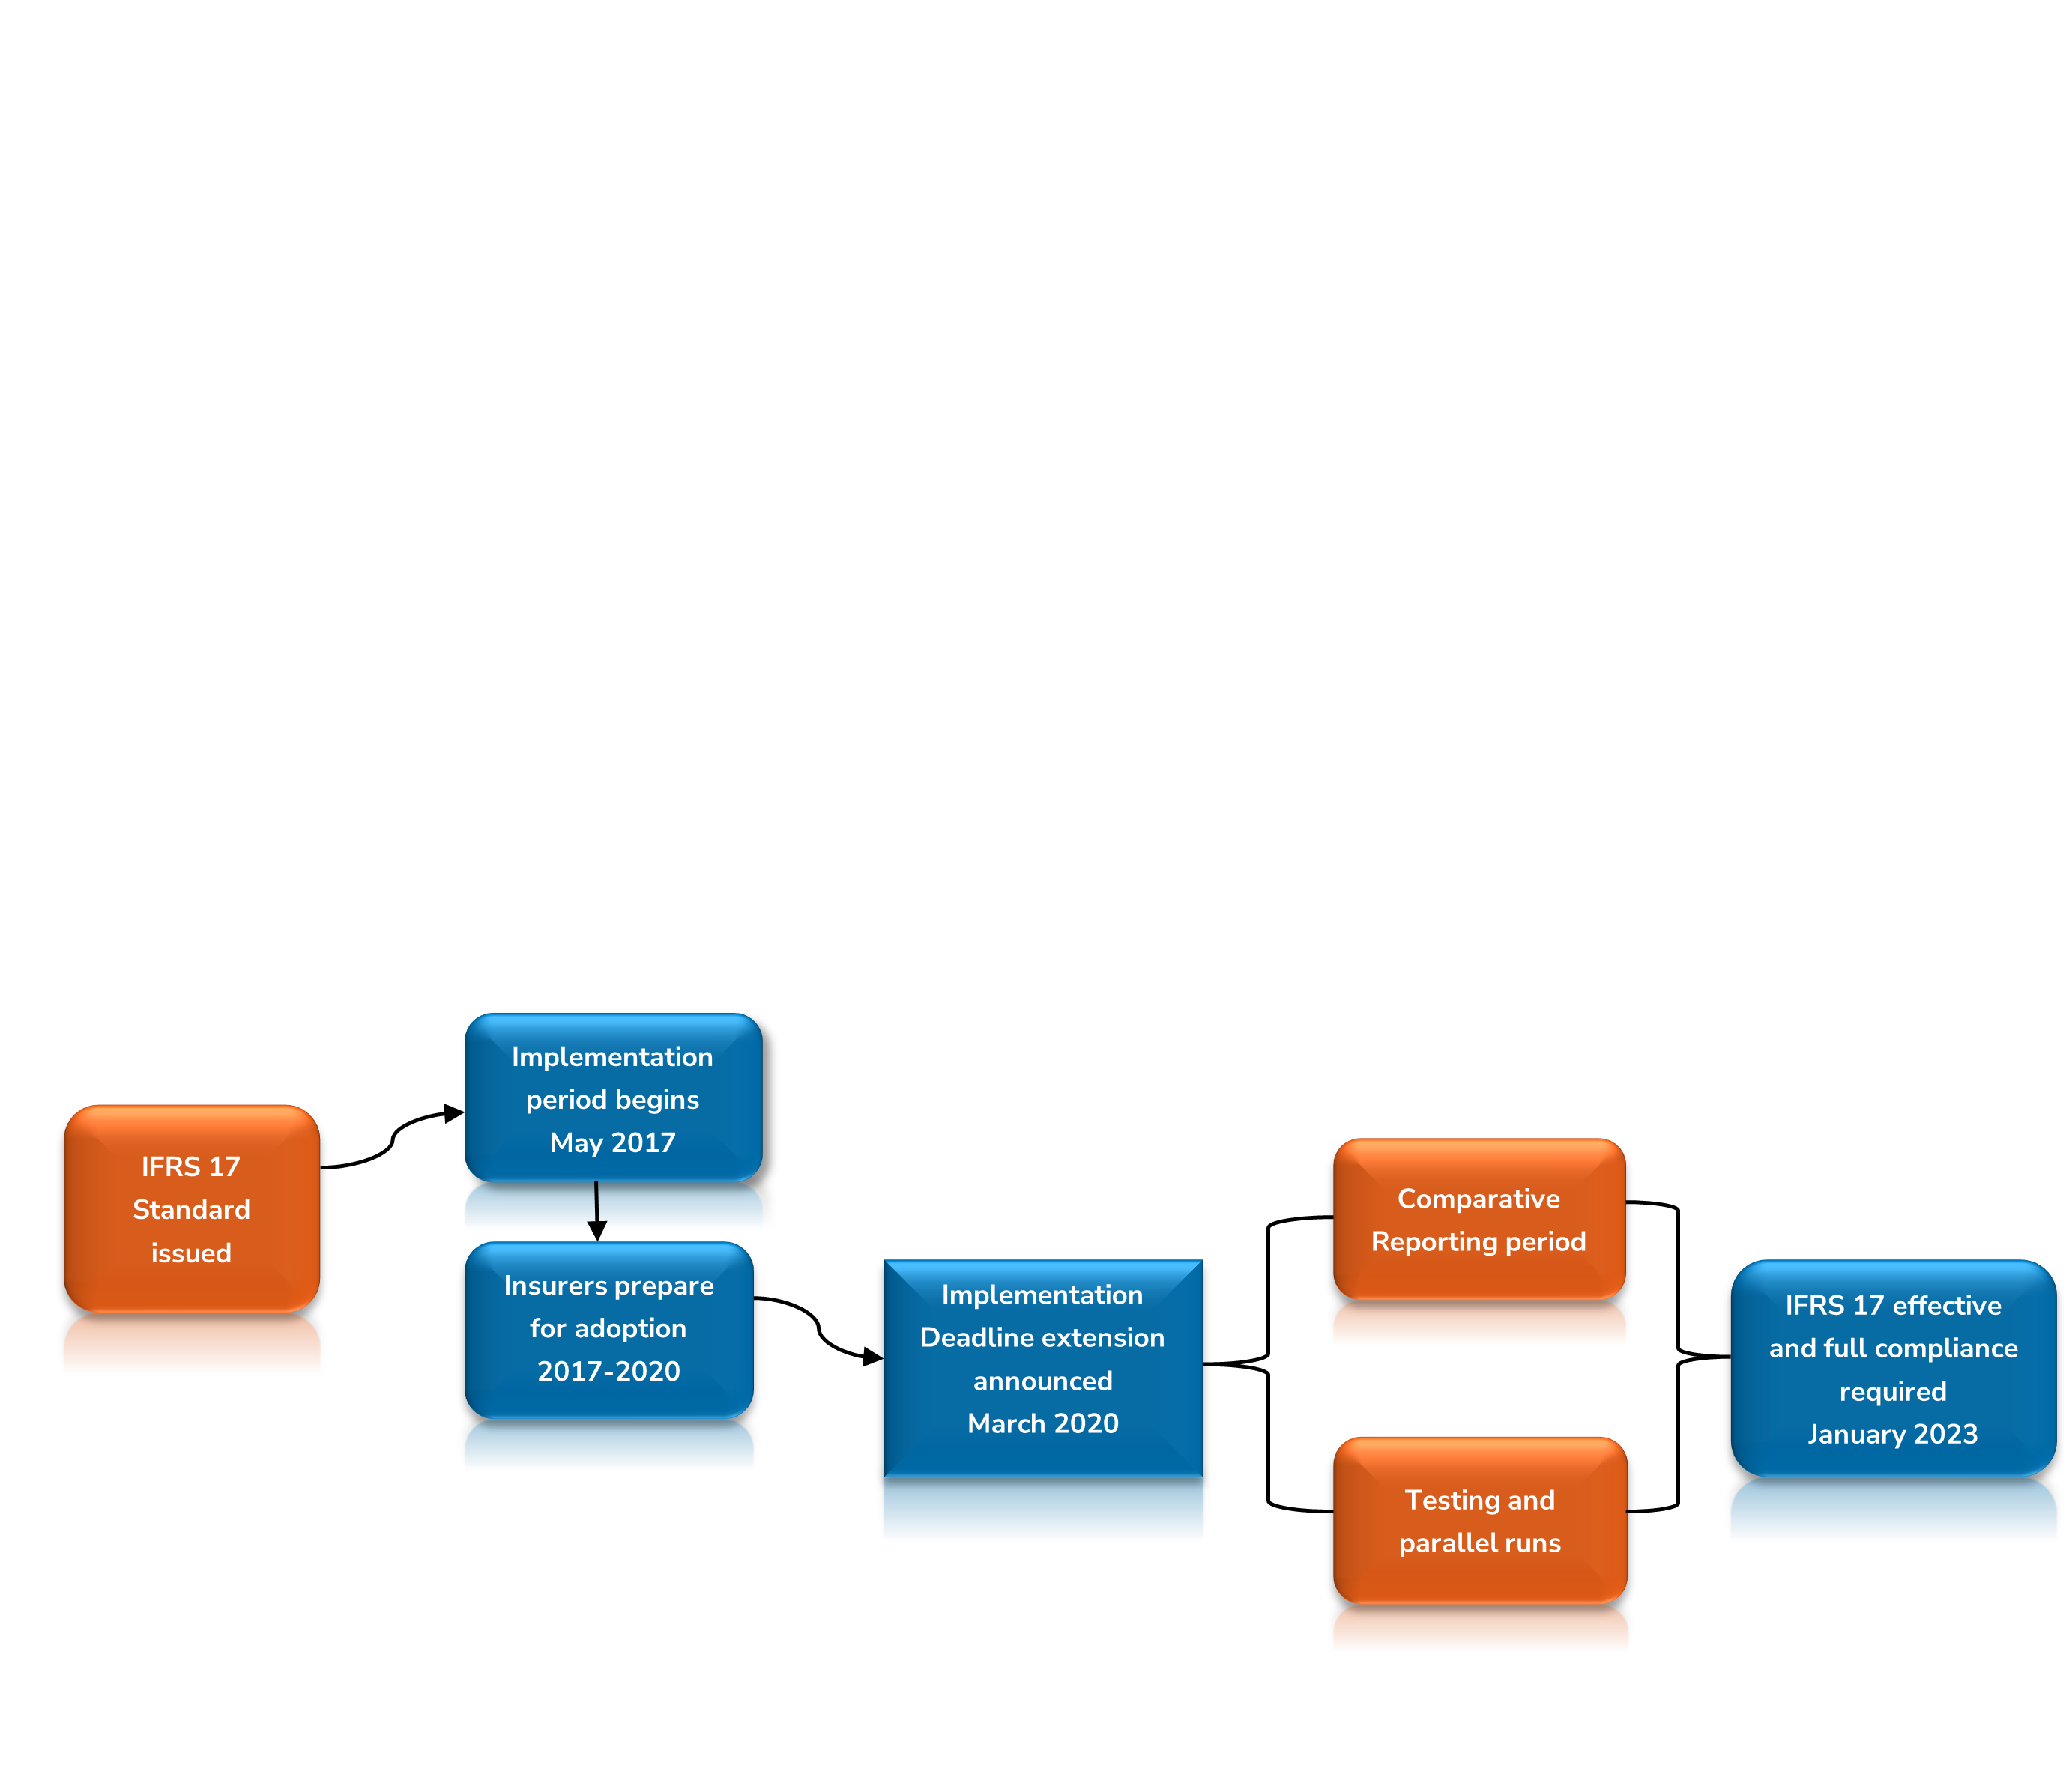 IFRS 17
Standard
issued
Implementation
period begins
May 2017
Insurers prepare
for adoption
2017-2020
Implementation
Deadline extension
announced
March 2020
Comparative
Reporting period
Testing and
parallel runs
IFRS 17 effective
and full compliance
required
January 2023